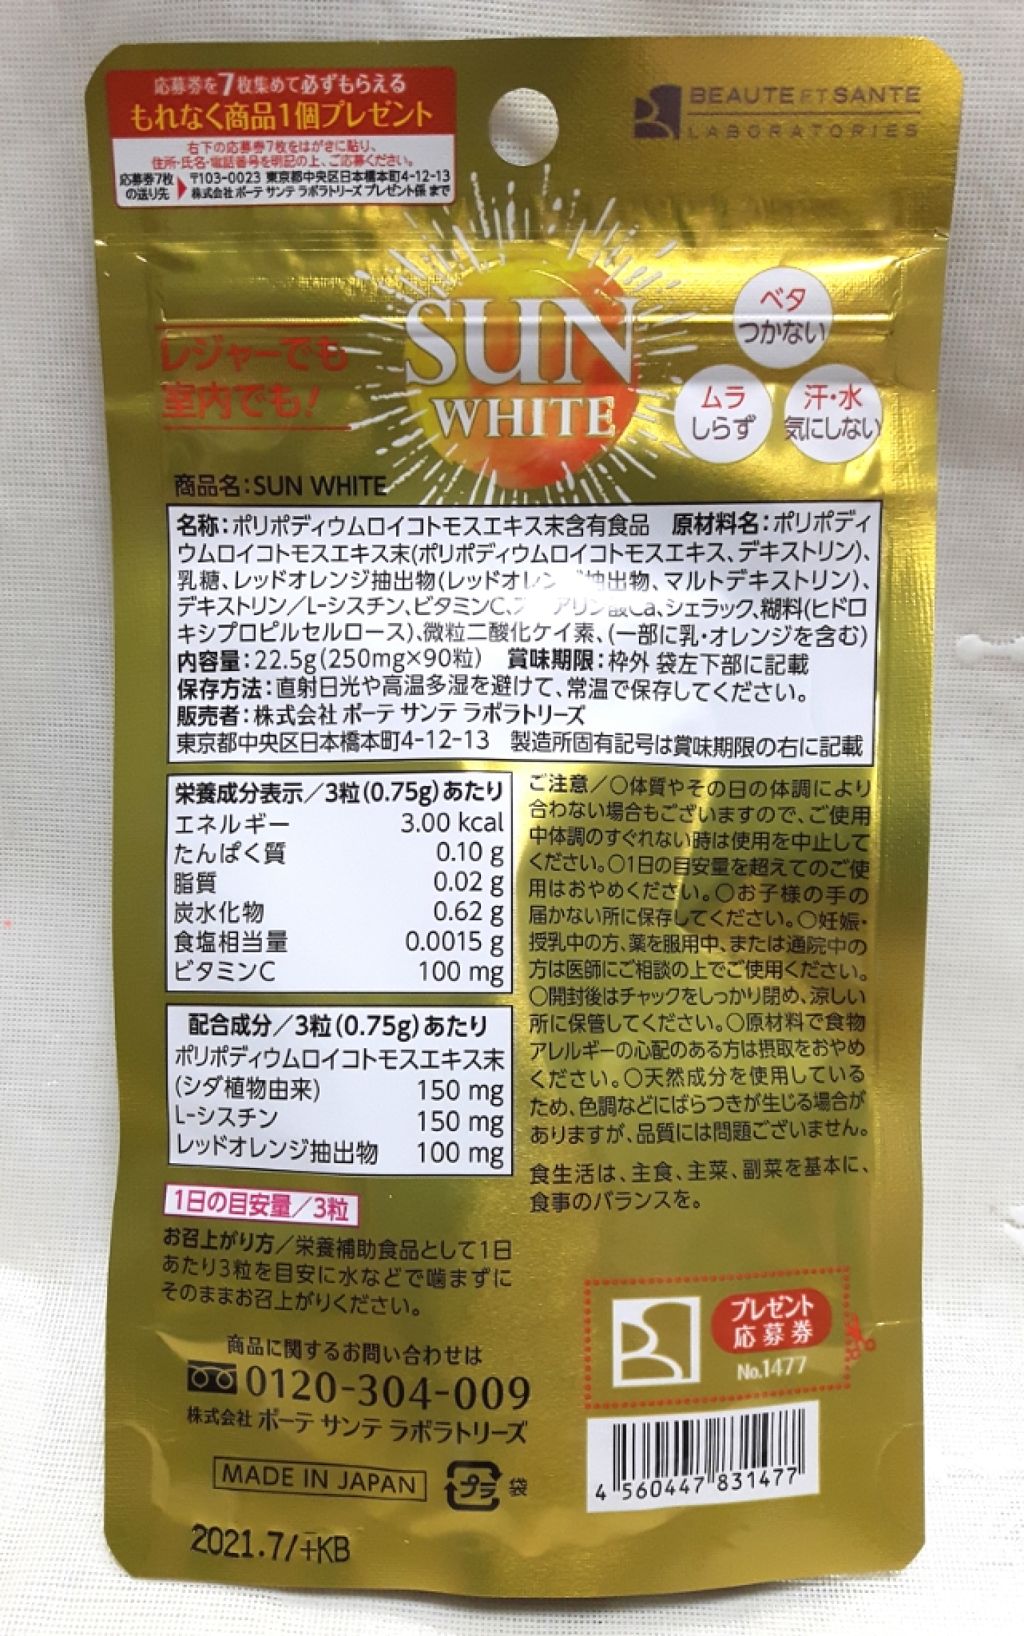 応募券を7枚集めて必ずもらえる
もれなく商品1個プレゼント
右下の応募券7枚をはがきに貼り、
住所・氏名・電話番号を明記の上、ご応募ください。
応募券7枚の送り先 〒103-0023 東京都中央区日本橋本町4-12-13
株式会社 ボーテ サンテ ラボラトリーズ プレゼント係 まで
BEAUTE ET SANTE
LABORATORIES
レジャーでも
室内でも!
SUN
WHITE
ベタ
つかない
ムラ
しらず
汗・水
気にしない
商品名:SUN WHITE
名称:ポリポディウムロイコトモスエキス末含有食品 原材料名:ポリポディ
ウムロイコトモスエキス末(ポリポディウムロイコトモスエキス、デキストリン)、
乳糖、レッドオレンジ抽出物(レッドオレンジ抽出物、マルトデキストリン)、
デキストリン/L-シスチン、ビタミンC、ステアリン酸Ca、シェラック、糊料(ヒドロ
キシプロピルセルロース)、微粒二酸化ケイ素、(一部に乳・オレンジを含む)
内容量:22.5g(250mg×90粒) 賞味期限:枠外 袋左下部に記載
保存方法:直射日光や高温多湿を避けて、常温で保存してください。
販売者:株式会社 ボーテ サンテ ラボラトリーズ
東京都中央区日本橋本町4-12-13 製造所固有記号は賞味期限の右に記載
栄養成分表示/3粒(0.75g)あたり
エネルギー 3.00 kcal
たんぱく質 0.10 g
脂質 0.02 g
炭水化物 0.62 g
食塩相当量 0.0015 g
ビタミンC 100 mg
配合成分/3粒(0.75g)あたり
ポリポディウムロイコトモスエキス末
(シダ植物由来) 150 mg
L-シスチン 150 mg
レッドオレンジ抽出物 100 mg
1日の目安量/3粒
お召上がり方/栄養補助食品として1日
あたり3粒を目安に水などで噛まずに
そのままお召上がりください。
ご注意/○体質やその日の体調により
合わない場合もございますので、ご使用
中体調のすぐれない時は使用を中止して
ください。○1日の目安量を超えてのご使
用はおやめください。○お子様の手の
届かない所に保存してください。○妊娠・
授乳中の方、薬を服用中、または通院中の
方は医師にご相談の上でご使用ください。
○開封後はチャックをしっかり閉め、涼しい
所に保管してください。○原材料で食物
アレルギーの心配のある方は摂取をおやめ
ください。○天然成分を使用している
ため、色調などにばらつきが生じる場合が
ありますが、品質には問題ございません。
食生活は、主食、主菜、副菜を基本に、
食事のバランスを。
商品に関するお問い合わせは
0120-304-009
株式会社 ボーテ サンテ ラボラトリーズ
MADE IN JAPAN
プラ 袋
プレゼント
応募券
No.1477
4 560447 831477
2021.7/+KB